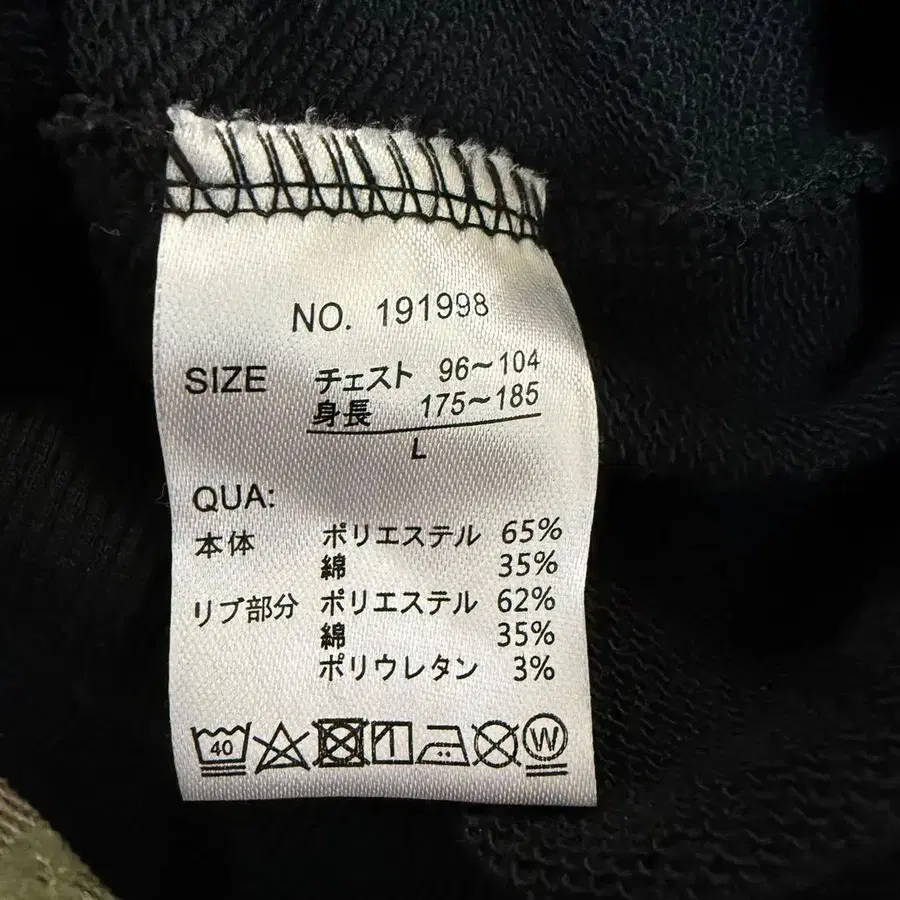 NO. 191998
SIZE チェスト 96~104
身長 175~185
L
QUA:
本体 ポリエステル 65%
綿 35%
リブ部分 ポリエステル 62%
綿 35%
ポリウレタン 3%
40 W